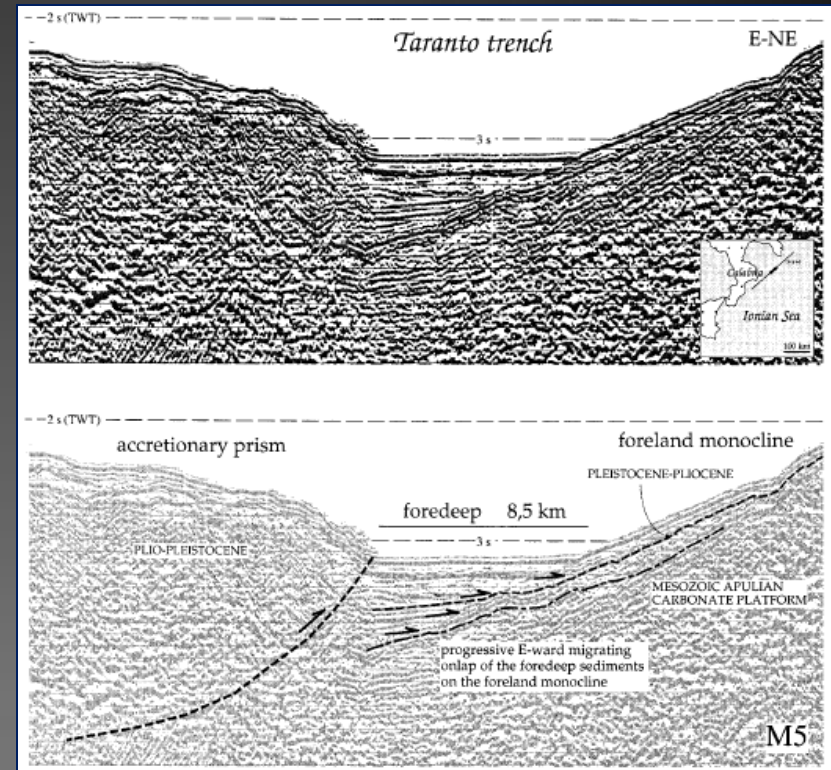 2 s (TWT)
Taranto trench
E-NE
3 s
Calabria
Ionian Sea
100 km
2 s (TWT)
accretionary prism
foreland monocline
PLEISTOCENE-PLIOCENE
foredeep 8,5 km
3 s
PLIO-PLEISTOCENE
MESOZOIC APULIAN
CARBONATE PLATFORM
progressive E-ward migrating
onlap of the foredeep sediments
on the foreland monocline
M5